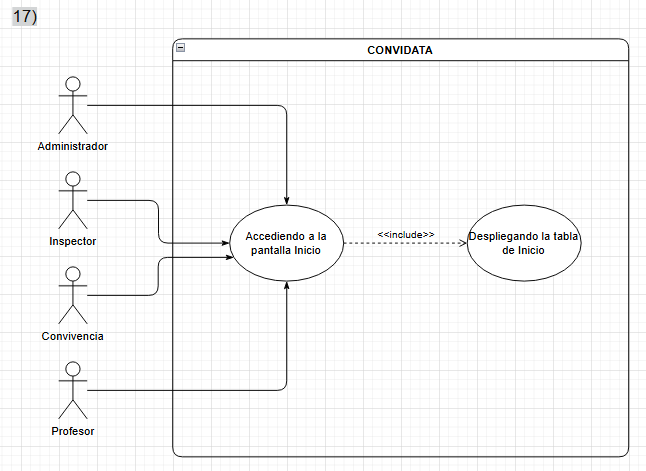 17)
CONVIDATA
Administrador
Inspector
Convivencia
Profesor
Accediendo a la
pantalla Inicio
<<include>>
Despliegando la tabla
de Inicio